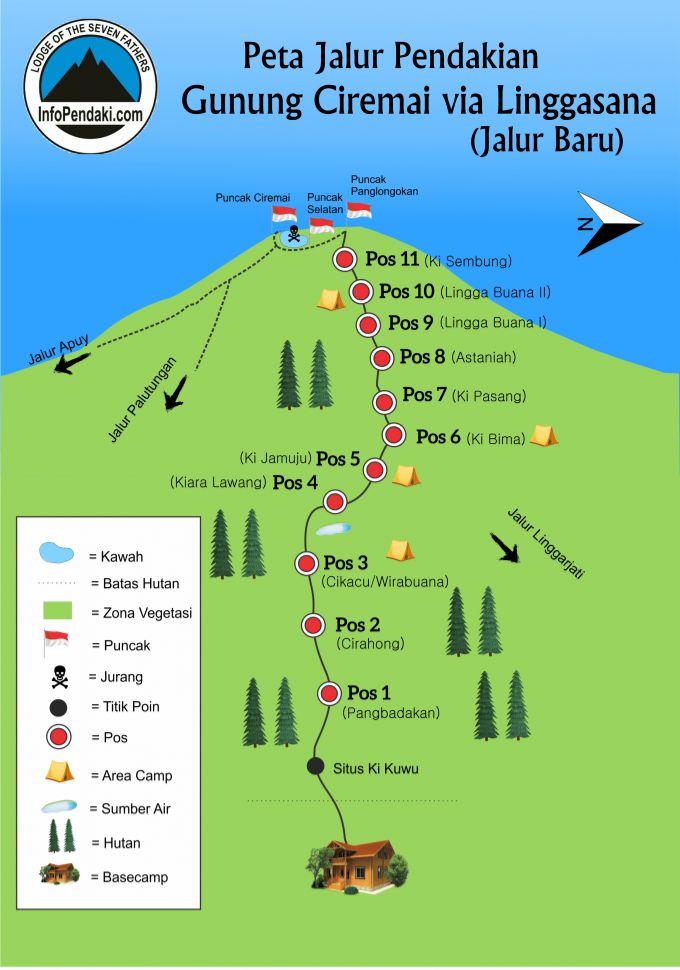 LODGE OF THE SEVEN FATHERS
InfoPendaki.com
Peta Jalur Pendakian
Gunung Ciremai via Linggasana
(Jalur Baru)
Puncak
Panglongokan
Puncak Ciremai
Puncak
Selatan
N
Pos 11 (Ki Sembung)
Pos 10 (Lingga Buana II)
Pos 9 (Lingga Buana I)
Jalur Apuy
Pos 8 (Astaniah)
Jalur Palutungan
Pos 7 (Ki Pasang)
Pos 6 (Ki Bima)
(Ki Jamuju) Pos 5
(Kiara Lawang) Pos 4
Jalur Linggarjati
Pos 3
(Cikacu/Wirabuana)
Pos 2
(Cirahong)
Pos 1
(Pangbadakan)
Situs Ki Kuwu
= Kawah
= Batas Hutan
= Zona Vegetasi
= Puncak
= Jurang
= Titik Poin
= Pos
= Area Camp
= Sumber Air
= Hutan
= Basecamp